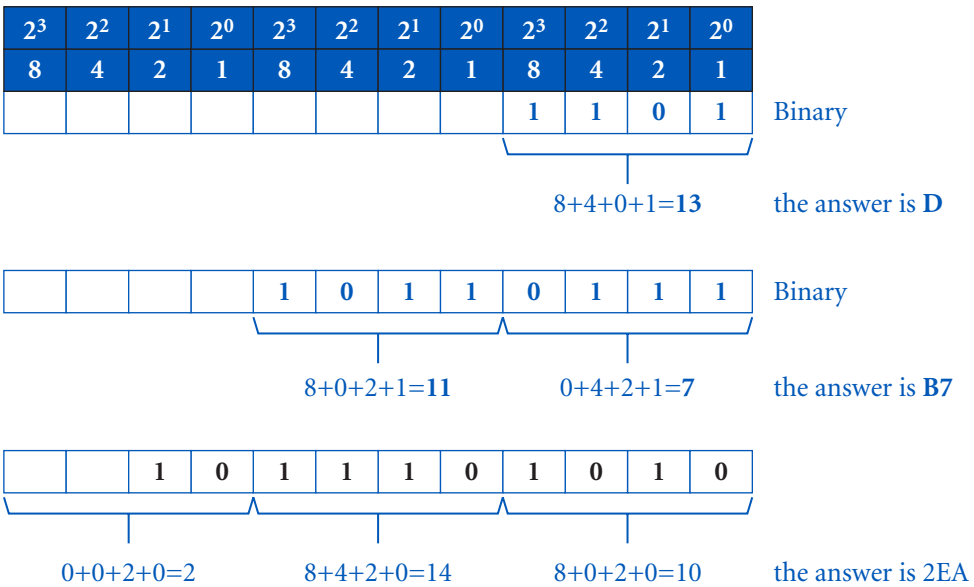 2³ 2² 2¹ 2⁰ 2³ 2² 2¹ 2⁰ 2³ 2² 2¹ 2⁰
8 4 2 1 8 4 2 1 8 4 2 1
1 1 0 1 Binary
8+4+0+1=13 the answer is D
1 0 1 1 0 1 1 1 Binary
8+0+2+1=11 0+4+2+1=7 the answer is B7
1 0 1 1 1 0 1 0 1 0
0+0+2+0=2 8+4+2+0=14 8+0+2+0=10 the answer is 2EA